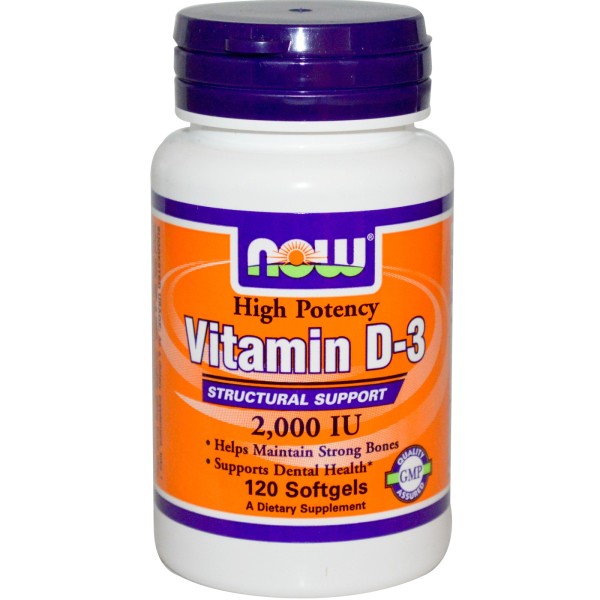 now®
High Potency
Vitamin D-3
STRUCTURAL SUPPORT
2,000 IU
• Helps Maintain Strong Bones
• Supports Dental Health*
QUALITY
GMP
ASSURED
120 Softgels
A Dietary Supplement